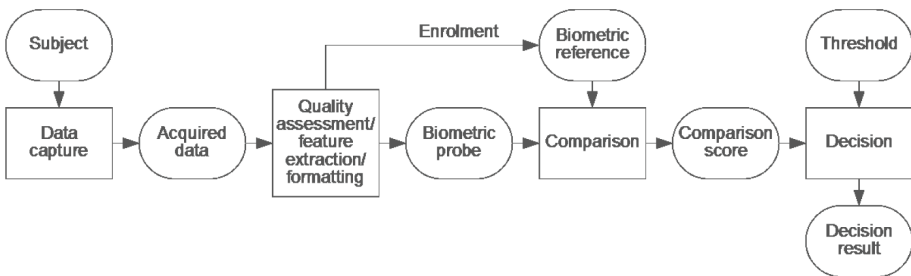 Subject
Enrolment
Biometric
reference
Threshold
Data
capture
Acquired
data
Quality
assessment/
feature
extraction/
formatting
Biometric
probe
Comparison
Comparison
score
Decision
Decision
result